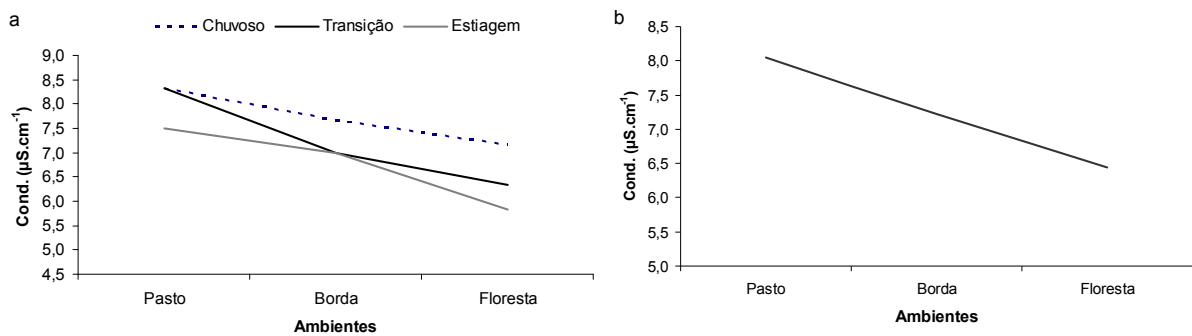 a
Chuvoso Transição Estiagem
9,0
8,5
8,0
7,5
7,0
6,5
6,0
5,5
5,0
4,5
Cond. (µS.cm-1)
Pasto Borda Floresta
Ambientes
b
8,5
8,0
7,5
7,0
6,5
6,0
5,5
5,0
Cond. (µS.cm-1)
Pasto Borda Floresta
Ambientes